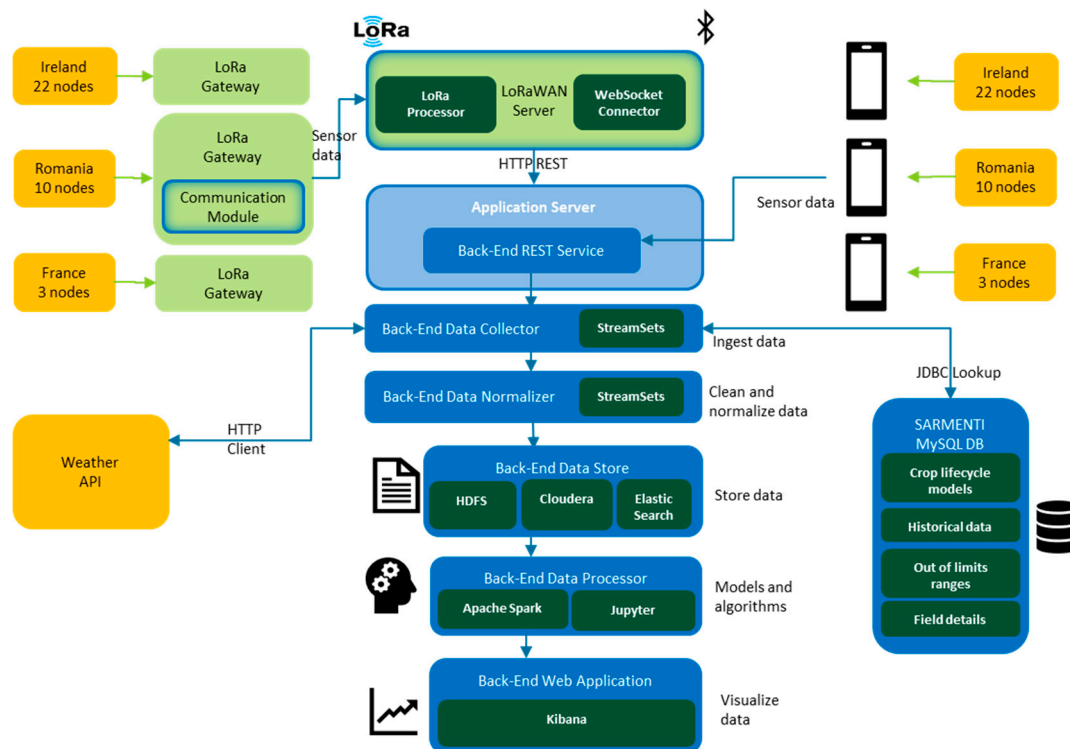 LoRa
Ireland
22 nodes
LoRa
Gateway
LoRa
Processor
LoRaWAN
Server
WebSocket
Connector
Ireland
22 nodes
Sensor
data
LoRa
Gateway
Communication
Module
Romania
10 nodes
HTTP REST
Romania
10 nodes
Application Server
Back-End REST Service
Sensor data
France
3 nodes
LoRa
Gateway
France
3 nodes
Back-End Data Collector
StreamSets
Ingest data
JDBC Lookup
Back-End Data Normalizer
StreamSets
Clean and
normalize data
HTTP
Client
Weather
API
Back-End Data Store
HDFS
Cloudera
Elastic
Search
Store data
SARMENTI
MySQL DB
Crop lifecycle
models
Historical data
Out of limits
ranges
Field details
Back-End Data Processor
Apache Spark
Jupyter
Models and
algorithms
Back-End Web Application
Kibana
Visualize
data